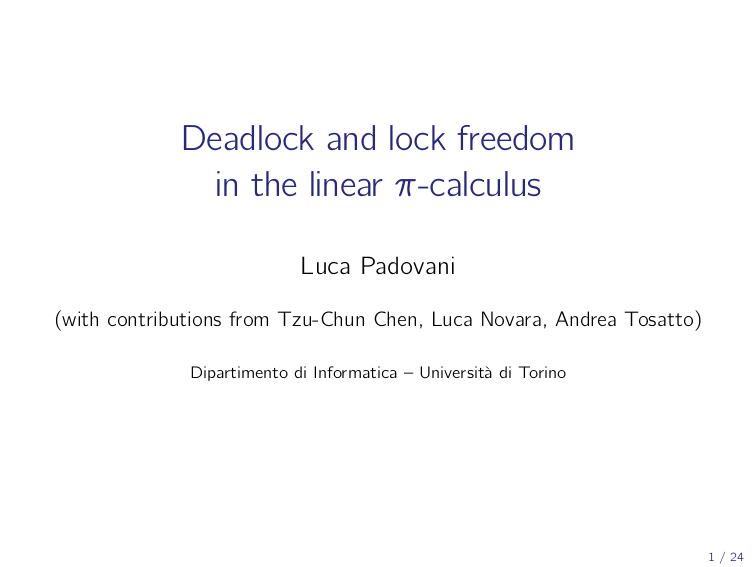 Deadlock and lock freedom
in the linear π-calculus
Luca Padovani
(with contributions from Tzu-Chun Chen, Luca Novara, Andrea Tosatto)
Dipartimento di Informatica – Università di Torino
1 / 24